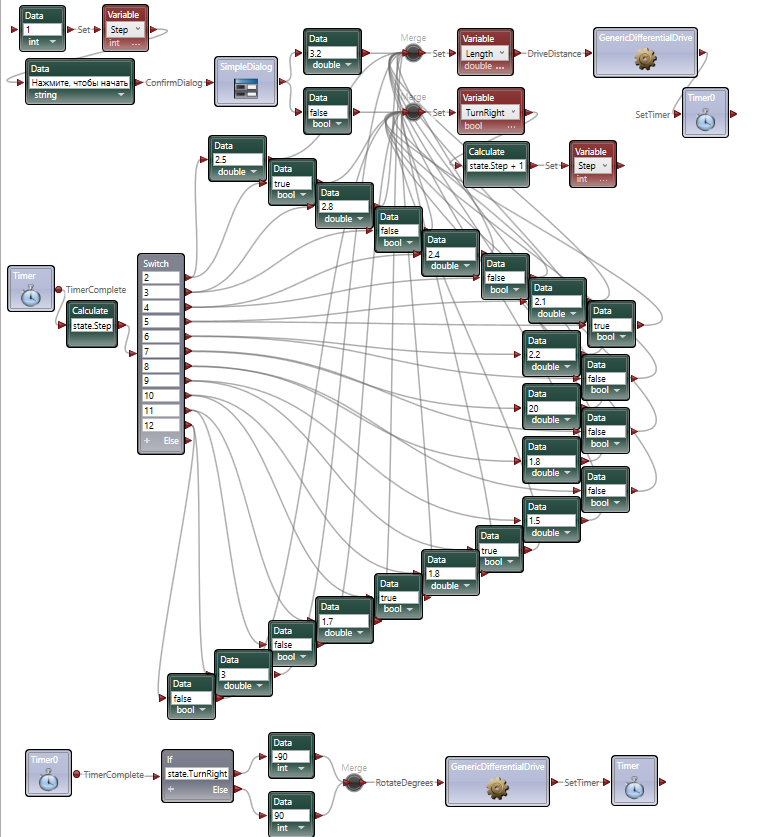 Data
1
int
Set
Variable
Step
int ...
Data
Нажмите, чтобы начать
string
ConfirmDialog
SimpleDialog
Data
3.2
double
Data
false
bool
Merge
Set
Variable
Length
double ...
DriveDistance
GenericDifferentialDrive
SetTimer
Timer0
Merge
Set
Variable
TurnRight
bool ...
Calculate
state.Step + 1
Set
Variable
Step
int ...
Data
2.5
double
Data
true
bool
Data
2.8
double
Data
false
bool
Data
2.4
double
Data
false
bool
Data
2.1
double
Data
true
bool
Timer
TimerComplete
Calculate
state.Step
Switch
2
3
4
5
6
7
8
9
10
11
12
+ Else
Data
2.2
double
Data
false
bool
Data
20
double
Data
false
bool
Data
1.8
double
Data
false
bool
Data
1.5
double
Data
true
bool
Data
1.8
double
Data
true
bool
Data
1.7
double
Data
false
bool
Data
3
double
Data
false
bool
Timer0
TimerComplete
If
state.TurnRight
+ Else
Data
-90
int
Data
90
int
Merge
RotateDegrees
GenericDifferentialDrive
SetTimer
Timer